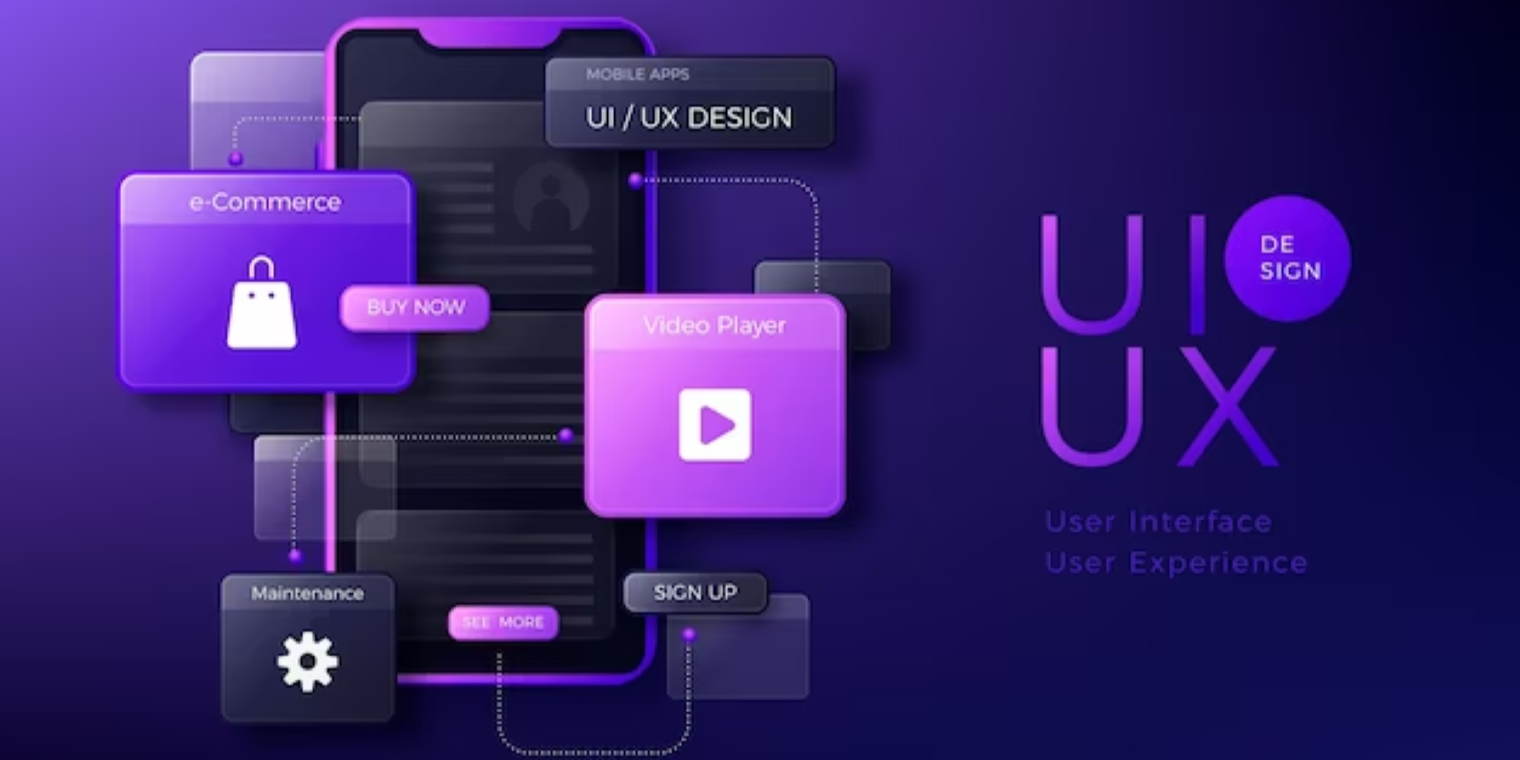 MOBILE APPS
UI / UX DESIGN
e-Commerce
BUY NOW
Video Player
Maintenance
SEE MORE
SIGN UP
UI
DE
SIGN
UX
User Interface
User Experience